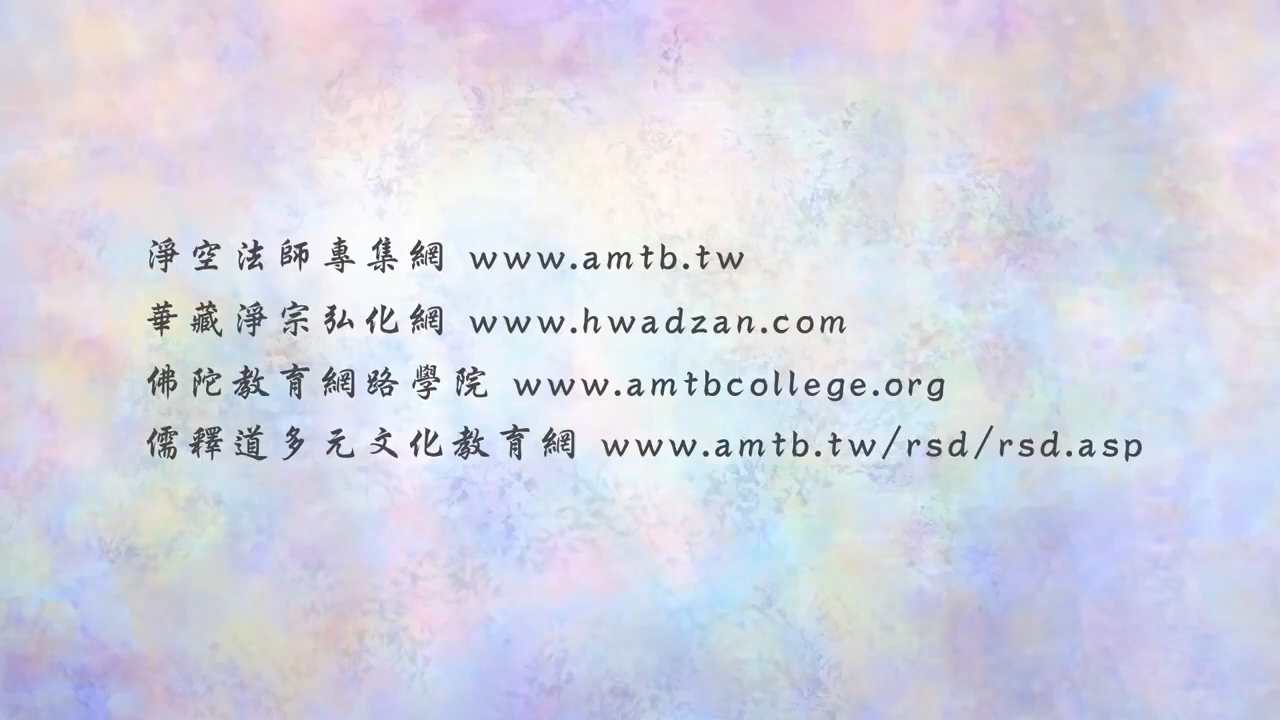 淨空法師專集網 www.amtb.tw
華藏淨宗弘化網 www.hwadzan.com
佛陀教育網路學院 www.amtbcollege.org
儒釋道多元文化教育網 www.amtb.tw/rsd/rsd.asp